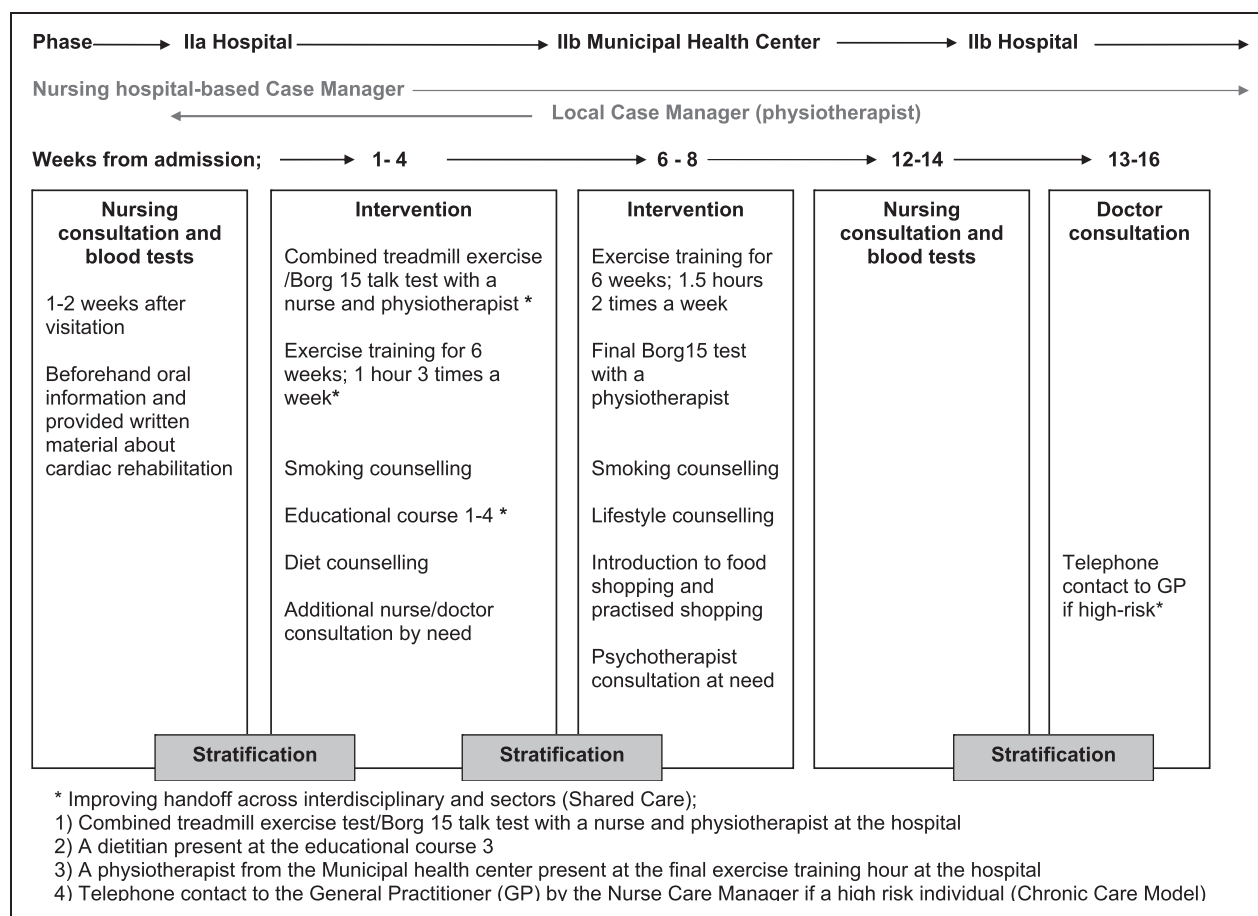 Phase IIa Hospital IIb Municipal Health Center IIb Hospital
Nursing hospital-based Case Manager
Local Case Manager (physiotherapist)
Weeks from admission; 1- 4 6 - 8 12-14 13-16
Nursing
consultation and
blood tests
1-2 weeks after
visitation
Beforehand oral
information and
provided written
material about
cardiac rehabilitation
Intervention
Combined treadmill exercise
/Borg 15 talk test with a
nurse and physiotherapist *
Exercise training for 6
weeks; 1 hour 3 times a
week*
Smoking counselling
Educational course 1-4 *
Diet counselling
Additional nurse/doctor
consultation by need
Intervention
Exercise training for
6 weeks; 1.5 hours
2 times a week
Final Borg15 test
with a
physiotherapist
Smoking counselling
Lifestyle counselling
Introduction to food
shopping and
practised shopping
Psychotherapist
consultation at need
Nursing
consultation and
blood tests
Doctor
consultation
Telephone
contact to GP
if high-risk*
Stratification Stratification Stratification
* Improving handoff across interdisciplinary and sectors (Shared Care);
1) Combined treadmill exercise test/Borg 15 talk test with a nurse and physiotherapist at the hospital
2) A dietitian present at the educational course 3
3) A physiotherapist from the Municipal health center present at the final exercise training hour at the hospital
4) Telephone contact to the General Practitioner (GP) by the Nurse Care Manager if a high risk individual (Chronic Care Model)